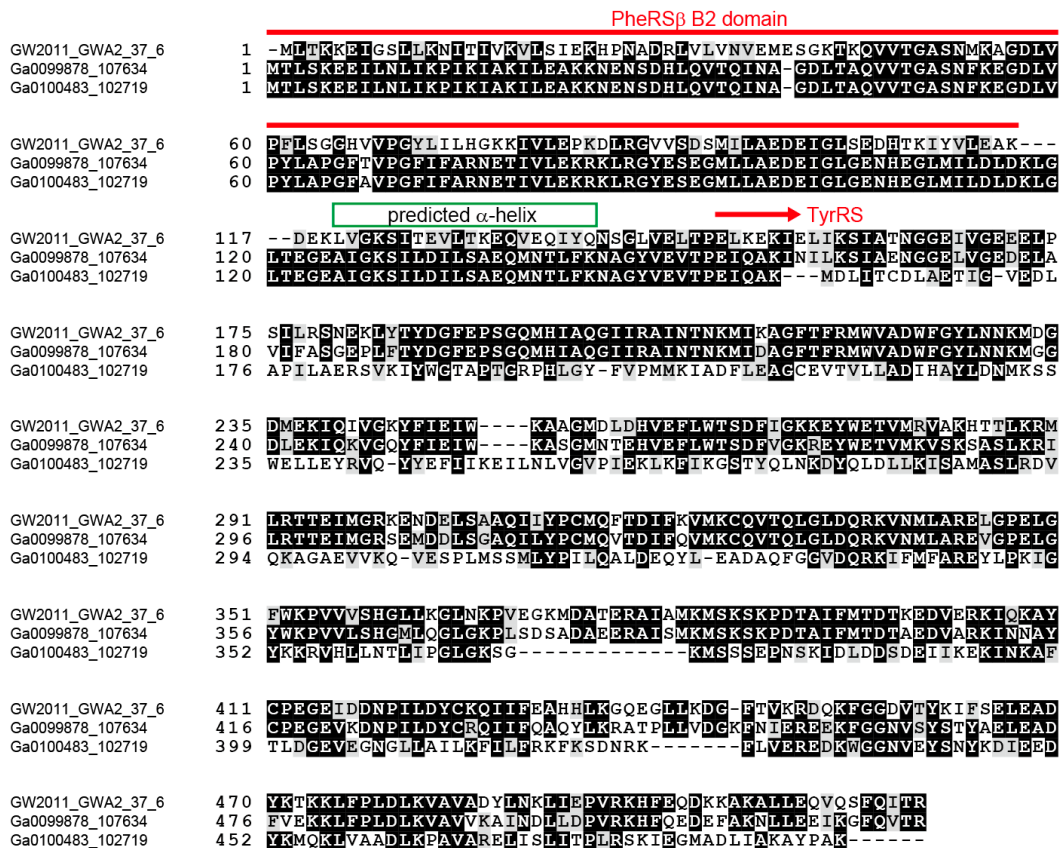 PheRSβ B2 domain
GW2011_GWA2_37_6 1 -MLTKKEIGSLLKNITIVKVLSIEKHPNADRLVLVNVEMESGKTKQVVTGASNMKAGDLV
Ga0099878_107634 1 MTLSKEEILNLIKPIKIAKILEAKKNENSDHLQVTQINA-GDLTAQVVTGASNFKEGDLV
Ga0100483_102719 1 MTLSKEEILNLIKPIKIAKILEAKKNENSDHLQVTQINA-GDLTAQVVTGASNFKEGDLV
GW2011_GWA2_37_6 60 PFLSGGHVVPGYLILHGKKIVLEPKDLRGVVSDSMILAEDEIGLSEDHTKIYVLEAK---
Ga0099878_107634 60 PYLAPGFTVPGFIFARNETIVLEKRKLRGYESEGMLLAEDEIGLGENHEGLMILDLDKLG
Ga0100483_102719 60 PYLAPGFAVPGFIFARNETIVLEKRKLRGYESEGMLLAEDEIGLGENHEGLMILDLDKLG
predicted α-helix TyrRS
GW2011_GWA2_37_6 117 --DEKLVGKSITEVLTKEQVEQIYQNSGLVELTPELKEKIELIKSIATNGGEIVGEEELP
Ga0099878_107634 120 LTEGEAIGKSILDILSAEQMNTLFKNAGYVEVTPEIQAKINILKSIAENGGELVGEDELA
Ga0100483_102719 120 LTEGEAIGKSILDILSAEQMNTLFKNAGYVEVTPEIQAK---MDLITCDLAETIG-VEDL
GW2011_GWA2_37_6 175 SILRSNEKLYTYDGFEPSGQMHIAQGIIRAINTNKMIKAGFTFRMWVADWFGYLNNKMDG
Ga0099878_107634 180 VIFASGEPLFTYDGFEPSGQMHIAQGIIRAINTNKMIDAGFTFRMWVADWFGYLNNKMGG
Ga0100483_102719 176 APILAERSVKIYWGTAPTGRPHLGY-FVPMMKIADFLEAGCEVTVLLADIHAYLDNMKSS
GW2011_GWA2_37_6 235 DMEKIQIVGKYFIEIW----KAAGMDLDHVEFLWTSDFIGKKEYWETVMRVAKHTTLKRM
Ga0099878_107634 240 DLEKIQKVGQYFIEIW----KASGMNTEHVEFLWTSDFVGKREYWETVMKVSKSASLKRI
Ga0100483_102719 235 WELLEYRVQ-YYEFIIKEILNLVGVPIEKLKFIKGSTYQLNKDYQLDLLKISAMASLRDV
GW2011_GWA2_37_6 291 LRTTEIMGRKENDELSAAQIIYPCMQFTDIFKVMKCQVTQLGLDQRKVNMLARELGPELG
Ga0099878_107634 296 LRTTEIMGRSEMDDLSGAQILYPCMQVTDIFQVMKCQVTQLGLDQRKVNMLAREVGPELG
Ga0100483_102719 294 QKAGAEVVKQ-VESPLMSSMLYPILQALDEQYL-EADAQFGGVDQRKIFMFAREYLPKIG
GW2011_GWA2_37_6 351 FWKPVVVSHGLLKGLNKPVEGKMDATERAIAMKMSKSKPDTAIFMTDTKEDVERKIQKAY
Ga0099878_107634 356 YWKPVVLSHGMLQGLGKPLSDSADAEERAISMKMSKSKPDTAIFMTDTAEDVARKINNAY
Ga0100483_102719 352 YKKRVHLLNTLIPGLGKSG-------------KMSSSEPNSKIDLDDSDEIIKEKINKAF
GW2011_GWA2_37_6 411 CPEGEIDDNPILDYCKQIIFEAHHLKGQEGLLKDG-FTVKRDQKFGGDVTYKIFSELEAD
Ga0099878_107634 416 CPEGEVKDNPILDYCRQIIFQAQYLKRATPLLVDGKFNIEREEKFGGNVSYSTYAELEAD
Ga0100483_102719 399 TLDGEVEGNGLLAILKFILFRKFKSDNRK-------FLVEREDKWGGNVEYSNYKDIEED
GW2011_GWA2_37_6 470 YKTKKLFPLDLKVAVADYLNKLIEPVRKHFEQDKKAKALLEQVQSFQITR
Ga0099878_107634 476 FVEKKLFPLDLKVAVVKAINDLLDPVRKHFQEDEFAKNLLEEIKGFQVTR
Ga0100483_102719 452 YKMQKLVAADLKPAVARELISLITPLRSKIEGMADLIAKAYPAK------